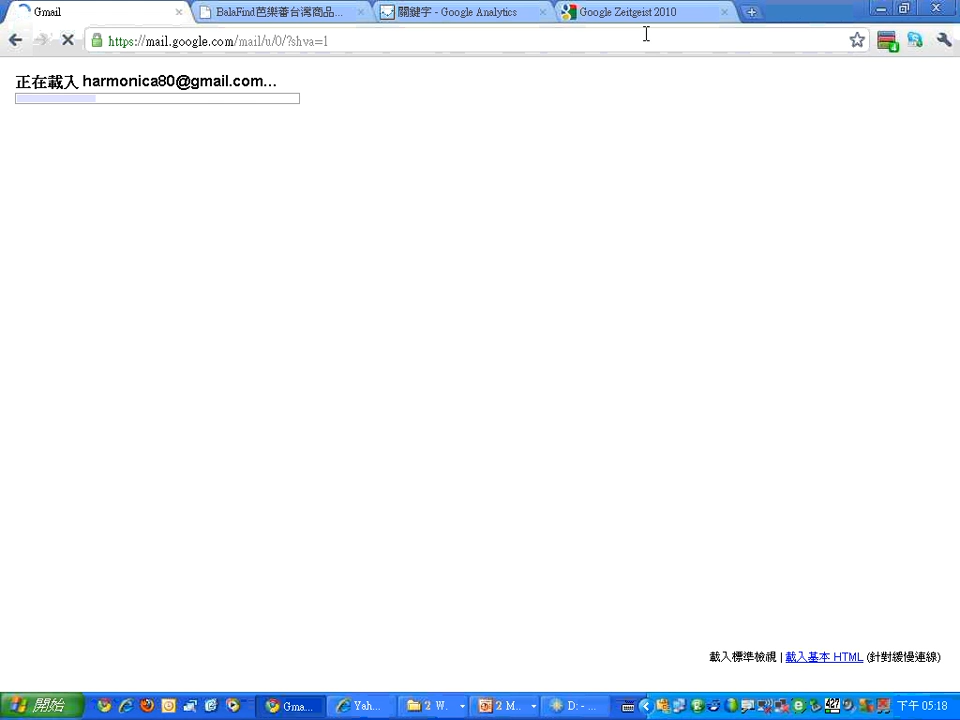 Gmail
BalaFind芭樂番台湾商品...
關鍵字 - Google Analytics
Google Zeitgeist 2010
https://mail.google.com/mail/u/0/?shva=1
正在載入 harmonica80@gmail.com…
載入標準檢視 | 載入基本 HTML (針對緩慢連線)
開始
Gma...
Yah...
2 W.
2 M..
D: - ...
下午 05:18